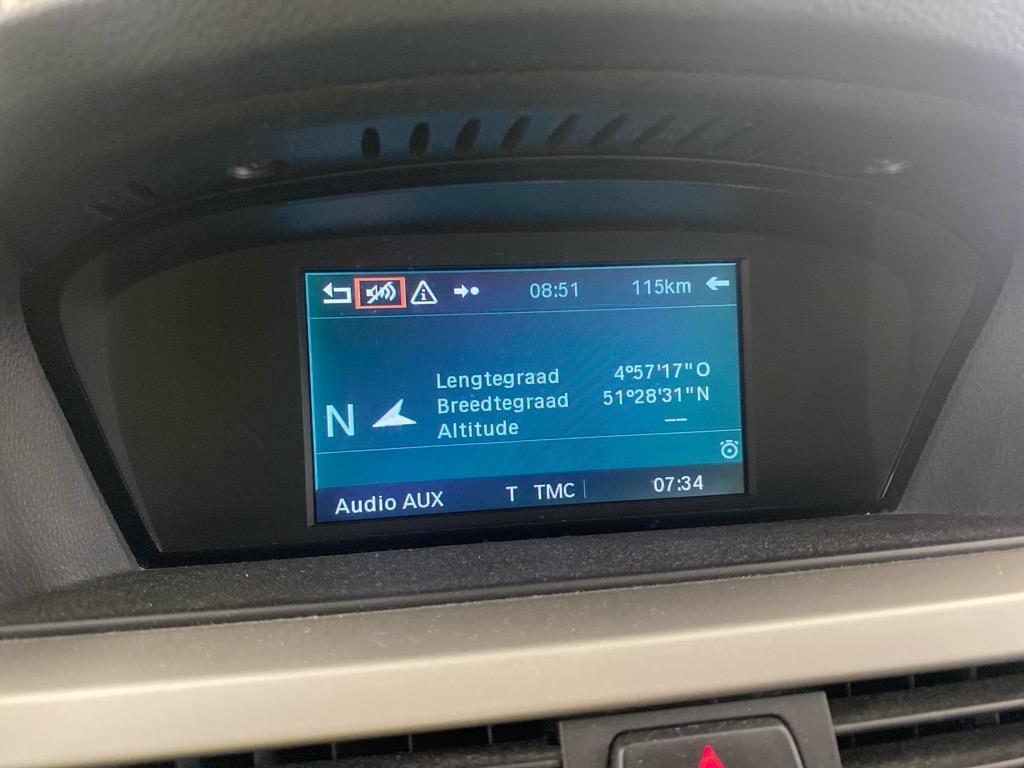 08:51 115km
Lengtegraad 4°57'17"O
Breedtegraad 51°28'31"N
N
Altitude --
Audio AUX T TMC 07:34